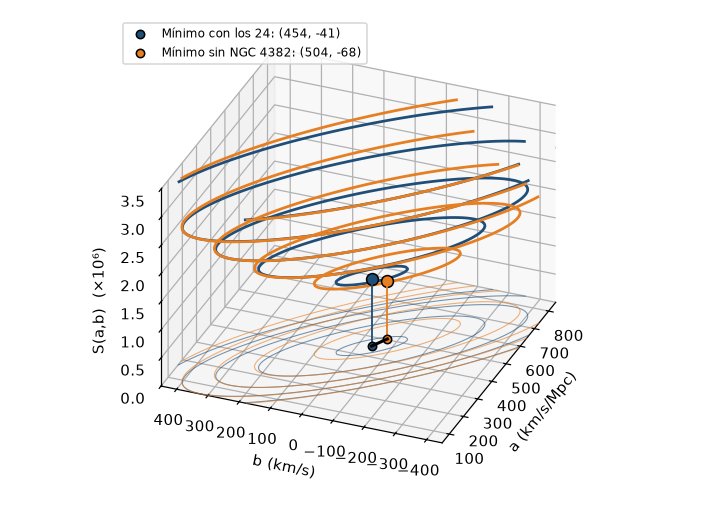 Mínimo con los 24: (454, -41)
Mínimo sin NGC 4382: (504, -68)
3.5
3.0
2.5
2.0
1.5
1.0
0.5
0.0
S(a,b) (×10⁶)
400 300 200 100 0 −100 −200 −300 −400
b (km/s)
100 200 300 400 500 600 700 800
a (km/s/Mpc)